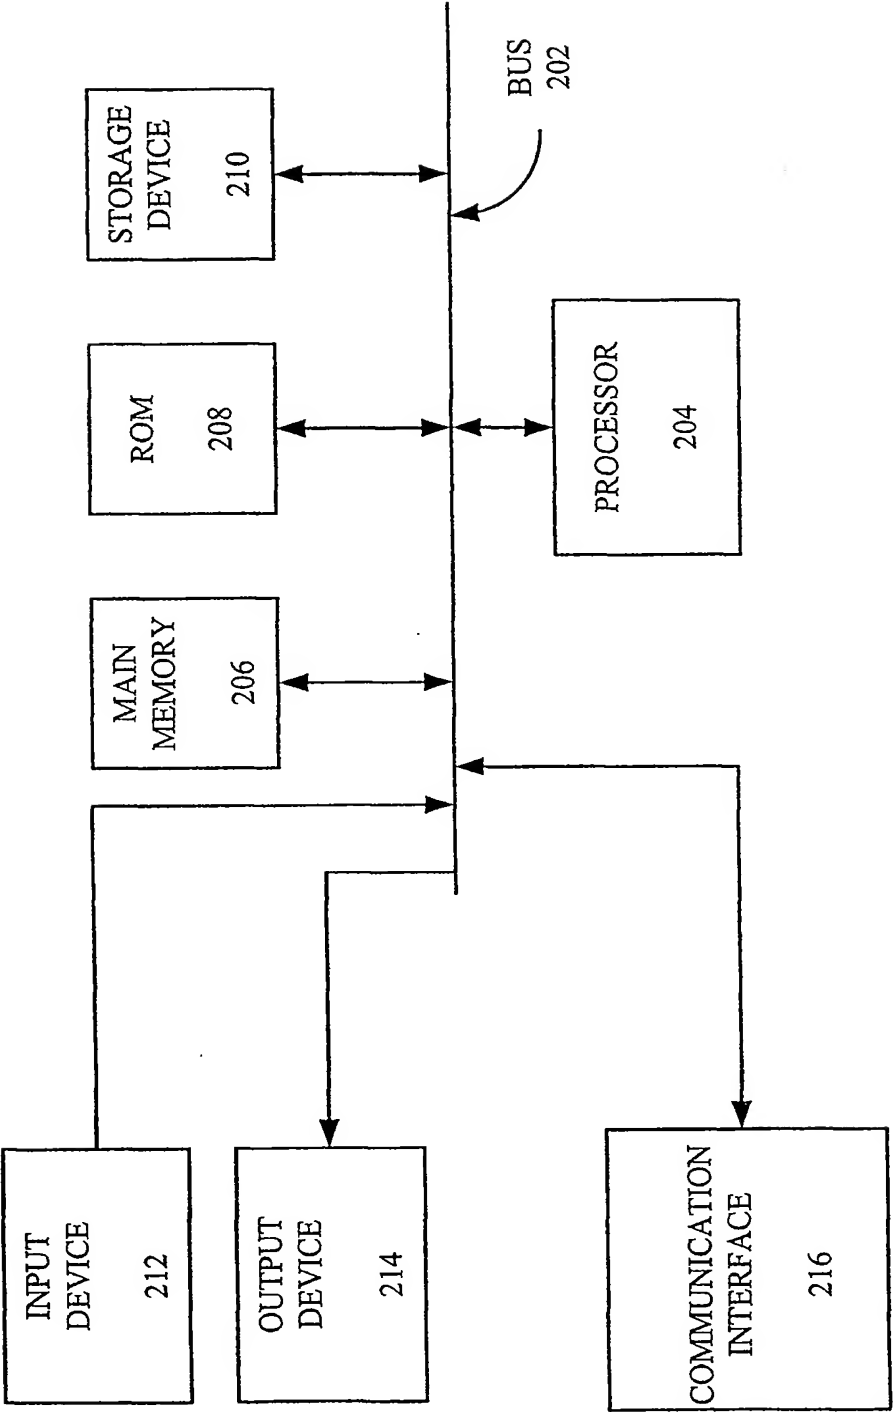 INPUT
DEVICE
212
MAIN
MEMORY
206
ROM
208
STORAGE
DEVICE
210
OUTPUT
DEVICE
214
BUS
202
PROCESSOR
204
COMMUNICATION
INTERFACE
216